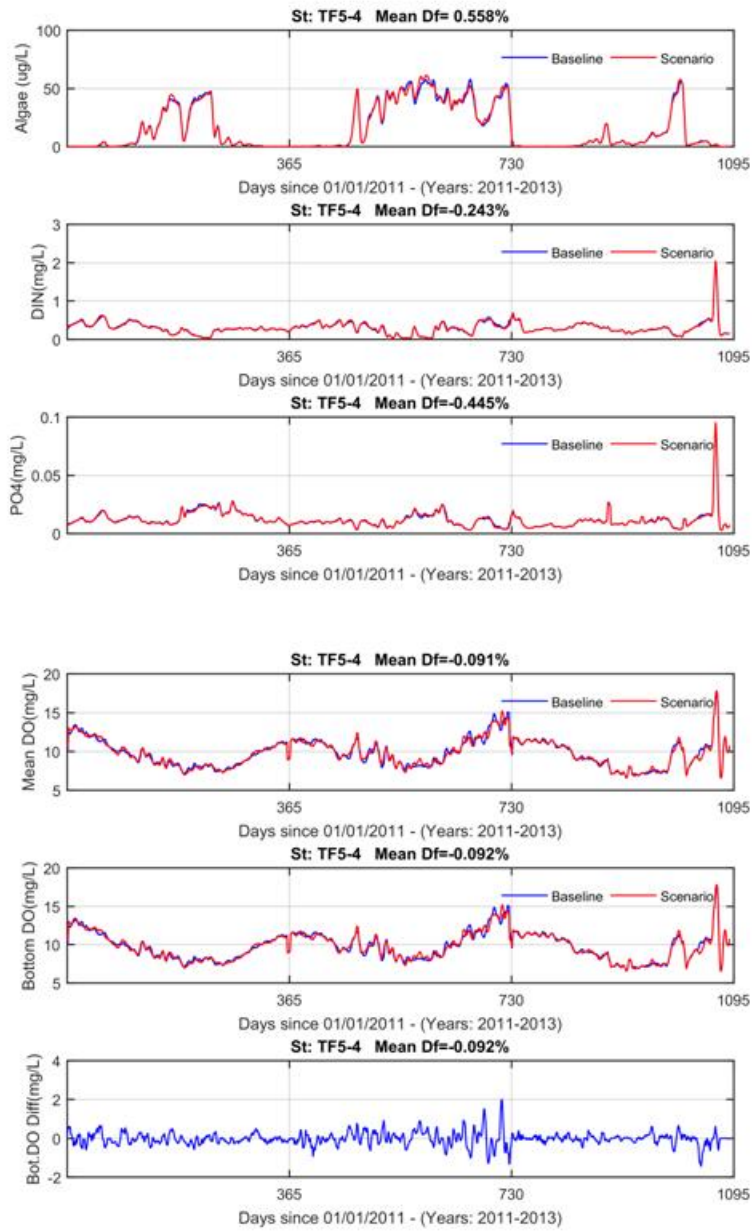 St: TF5-4 Mean Df= 0.558%
100
50
0
Algae (ug/L)
Baseline Scenario
365 730 1095
Days since 01/01/2011 - (Years: 2011-2013)
St: TF5-4 Mean Df=-0.243%
3
2
1
0
DIN(mg/L)
Baseline Scenario
365 730 1095
Days since 01/01/2011 - (Years: 2011-2013)
St: TF5-4 Mean Df=-0.445%
0.1
0.05
0
PO4(mg/L)
Baseline Scenario
365 730 1095
Days since 01/01/2011 - (Years: 2011-2013)
St: TF5-4 Mean Df=-0.091%
20
15
10
5
Mean DO(mg/L)
Baseline Scenario
365 730 1095
Days since 01/01/2011 - (Years: 2011-2013)
St: TF5-4 Mean Df=-0.092%
20
15
10
5
Bottom DO(mg/L)
Baseline Scenario
365 730 1095
Days since 01/01/2011 - (Years: 2011-2013)
St: TF5-4 Mean Df=-0.092%
4
2
0
-2
Bot.DO Diff(mg/L)
365 730 1095
Days since 01/01/2011 - (Years: 2011-2013)